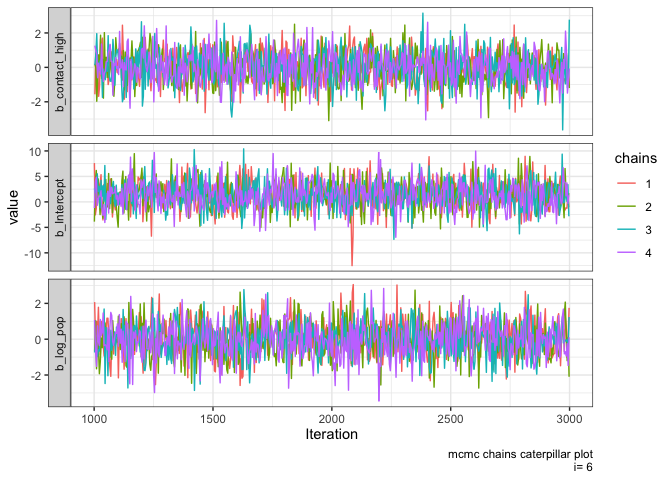 b_contact_high
2
0
-2
b_Intercept
10
5
0
-5
-10
b_log_pop
2
0
-2
value
1000
1500
2000
2500
3000
Iteration
chains
1
2
3
4
mcmc chains caterpillar plot
i= 6